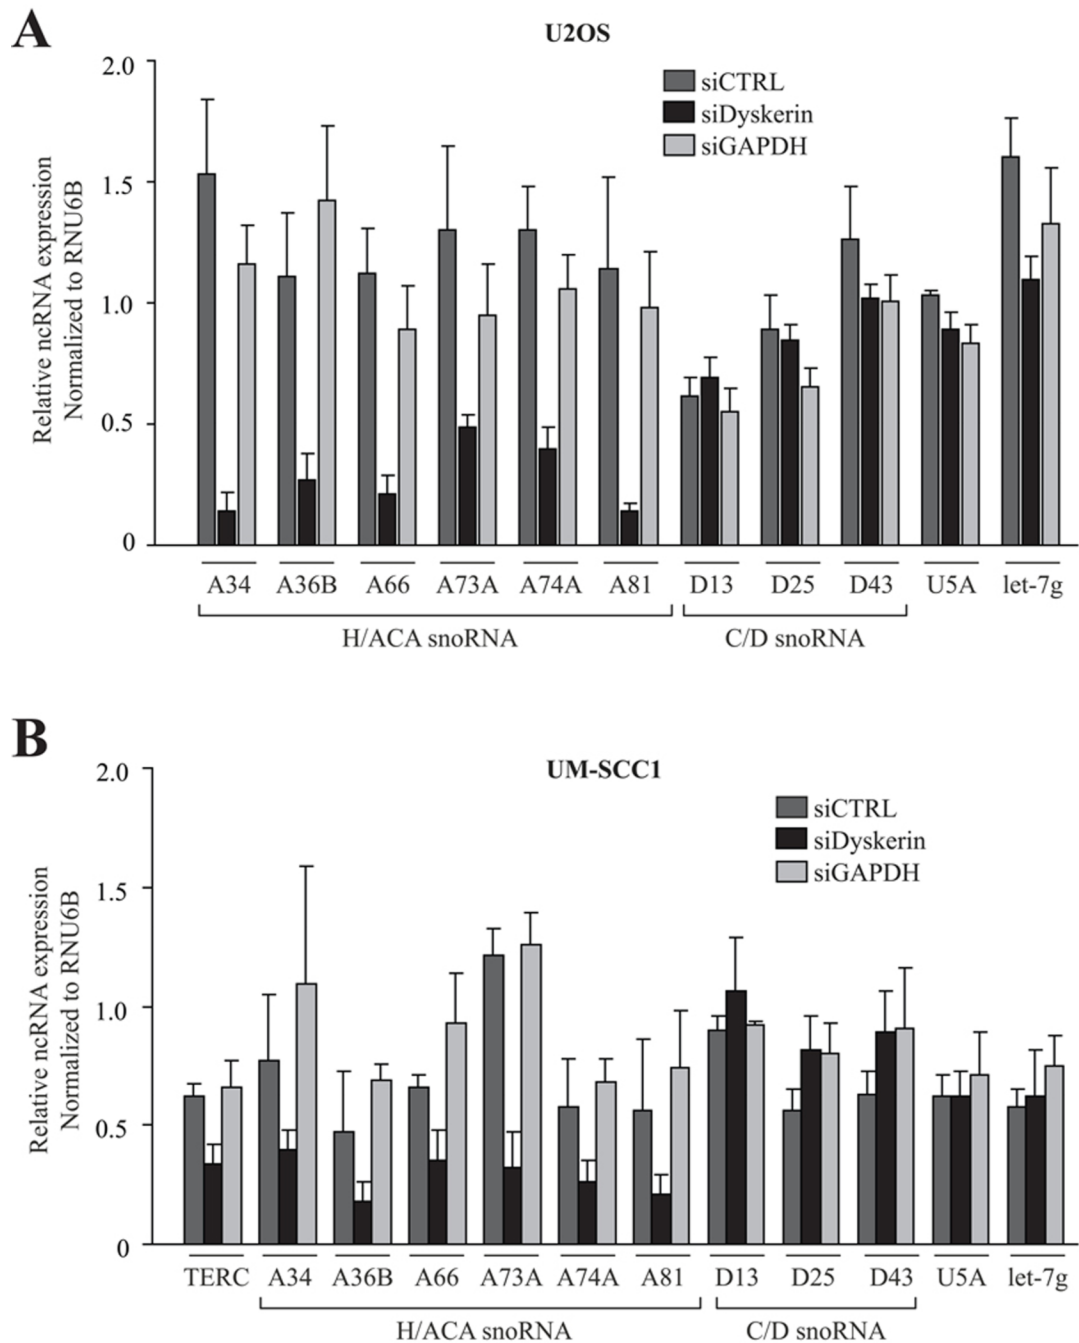 A
U2OS
2.0
1.5
1.0
0.5
0
Relative ncRNA expression
Normalized to RNU6B
siCTRL
siDyskerin
siGAPDH
A34 A36B A66 A73A A74A A81 D13 D25 D43 U5A let-7g
H/ACA snoRNA C/D snoRNA
B
UM-SCC1
2.0
1.5
1.0
0.5
0
Relative ncRNA expression
Normalized to RNU6B
siCTRL
siDyskerin
siGAPDH
TERC A34 A36B A66 A73A A74A A81 D13 D25 D43 U5A let-7g
H/ACA snoRNA C/D snoRNA